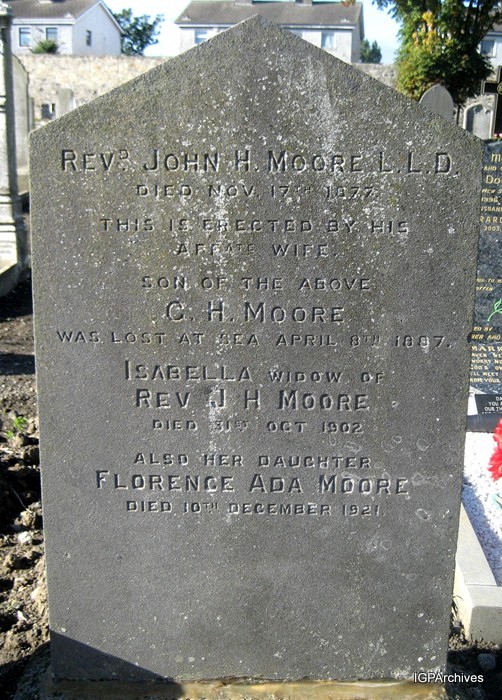 REVD. JOHN H. MOORE L.L.D.
DIED NOV. 17TH 1877.
THIS IS ERECTED BY HIS
AFFATE WIFE.
SON OF THE ABOVE
G. H. MOORE
WAS LOST AT SEA APRIL 8TH 1887.
ISABELLA WIDOW OF
REV J H MOORE
DIED 31ST OCT 1902
ALSO HER DAUGHTER
FLORENCE ADA MOORE
DIED 10TH DECEMBER 1921.
IGPArchives